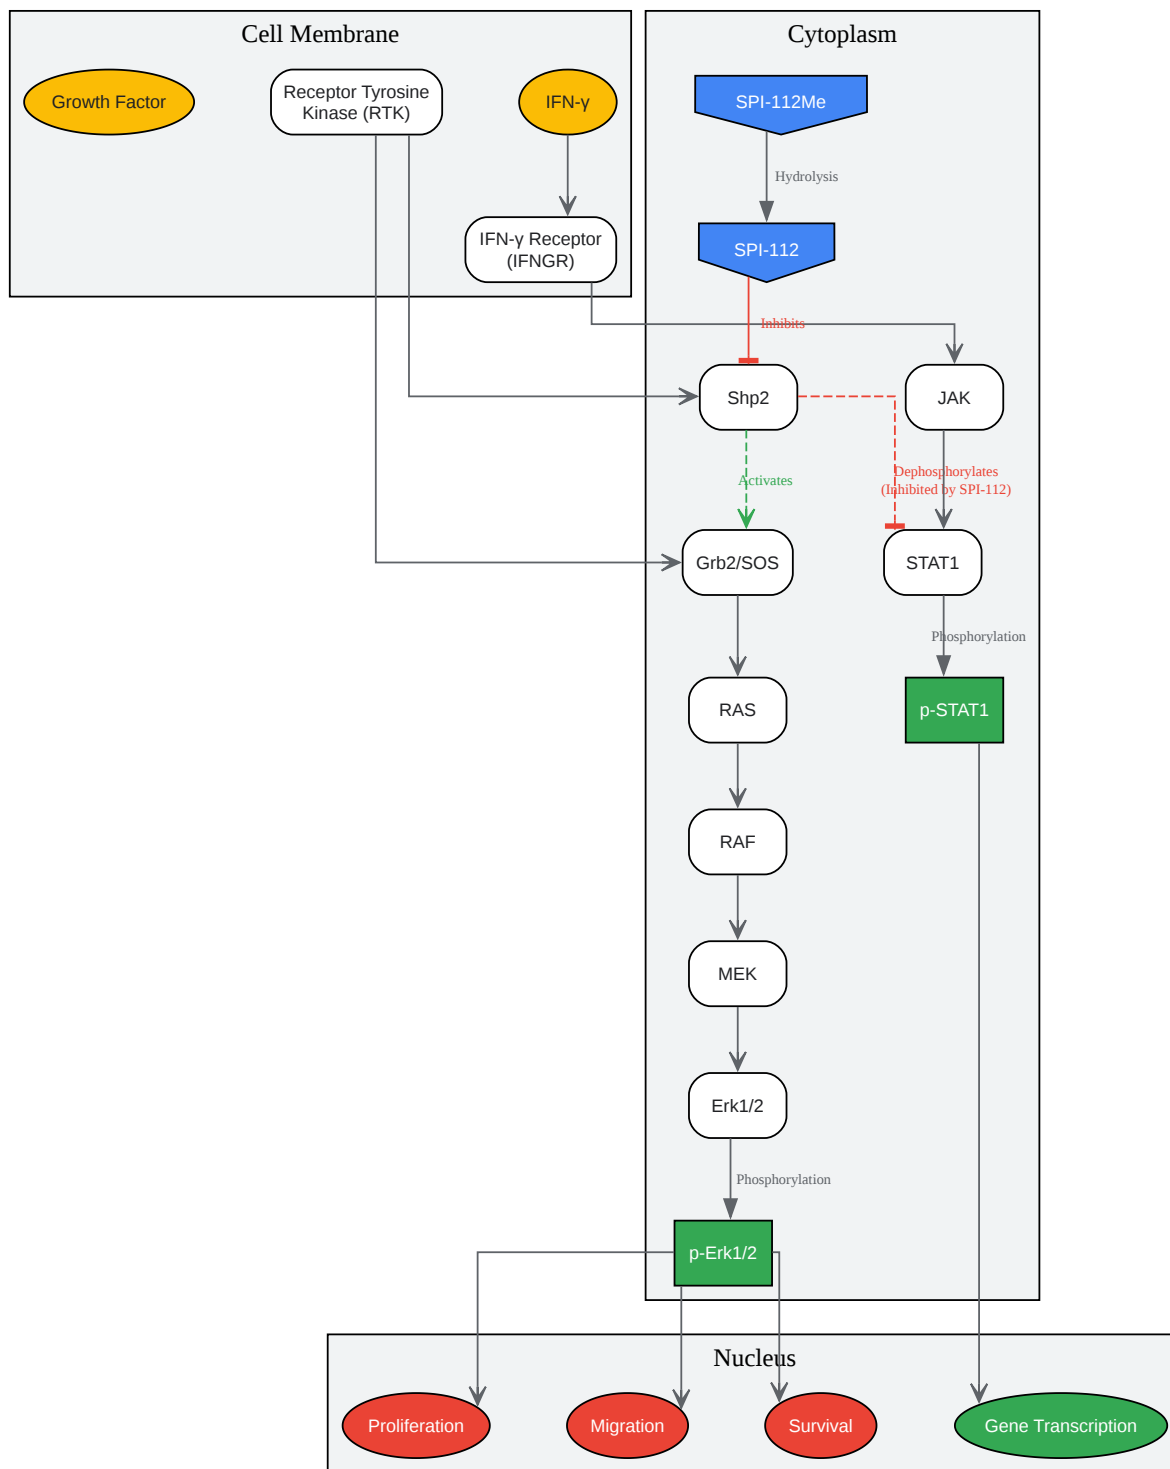 Cell Membrane
Cytoplasm
Growth Factor
Receptor Tyrosine
Kinase (RTK)
IFN-γ
SPI-112Me
Hydrolysis
IFN-γ Receptor
(IFNGR)
SPI-112
Inhibits
Shp2
JAK
Activates
Dephosphorylates
(Inhibited by SPI-112)
Grb2/SOS
STAT1
Phosphorylation
RAS
p-STAT1
RAF
MEK
Erk1/2
Phosphorylation
p-Erk1/2
Nucleus
Proliferation
Migration
Survival
Gene Transcription